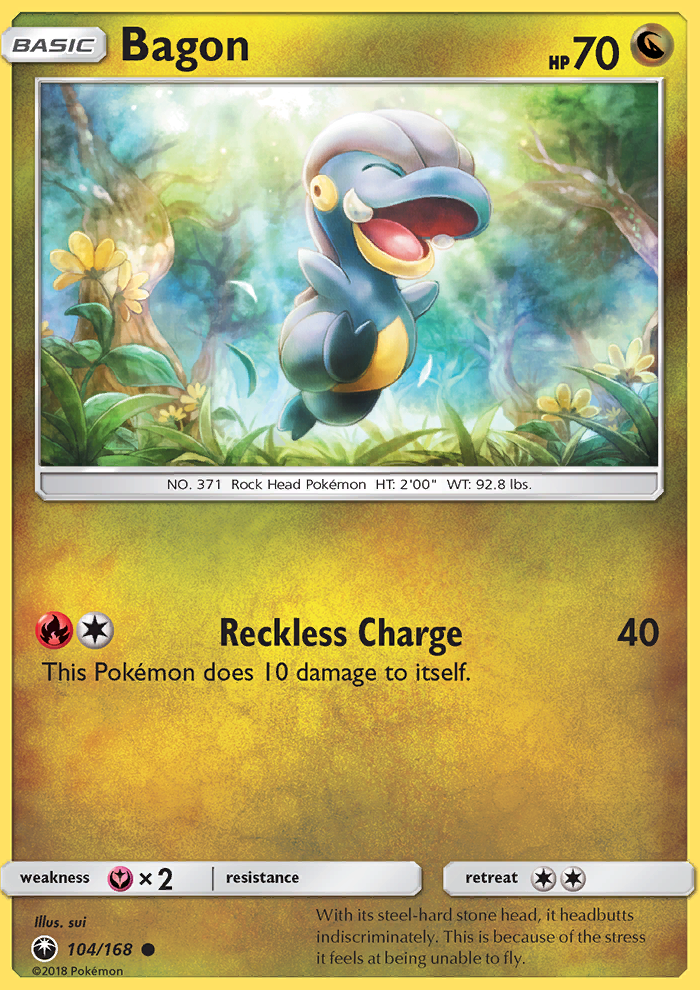 BASIC Bagon HP 70
NO. 371 Rock Head Pokémon HT: 2'00" WT: 92.8 lbs.
Reckless Charge 40
This Pokémon does 10 damage to itself.
weakness × 2 resistance retreat
Illus. sui
104/168
©2018 Pokémon
With its steel-hard stone head, it headbutts
indiscriminately. This is because of the stress
it feels at being unable to fly.